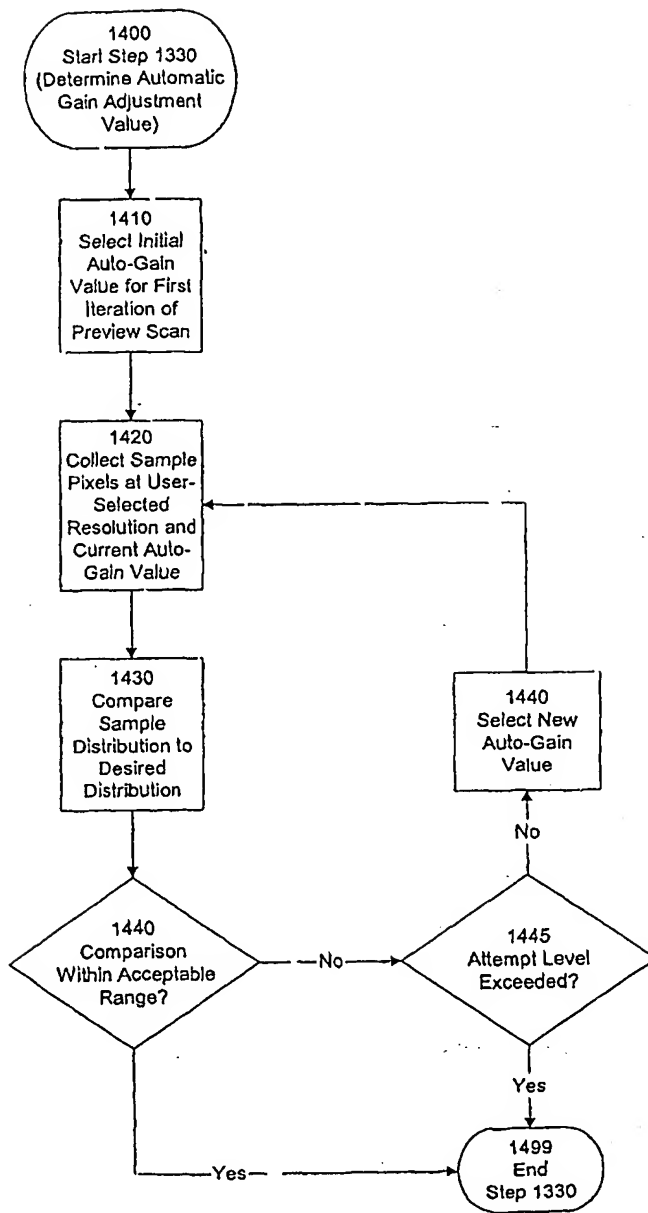 1400
Start Step 1330
(Determine Automatic
Gain Adjustment
Value)
1410
Select Initial
Auto-Gain
Value for First
Iteration of
Preview Scan
1420
Collect Sample
Pixels at User-
Selected
Resolution and
Current Auto-
Gain Value
1430
Compare
Sample
Distribution to
Desired
Distribution
1440
Select New
Auto-Gain
Value
No
1440
Comparison
Within Acceptable
Range?
No
1445
Attempt Level
Exceeded?
Yes
Yes
1499
End
Step 1330